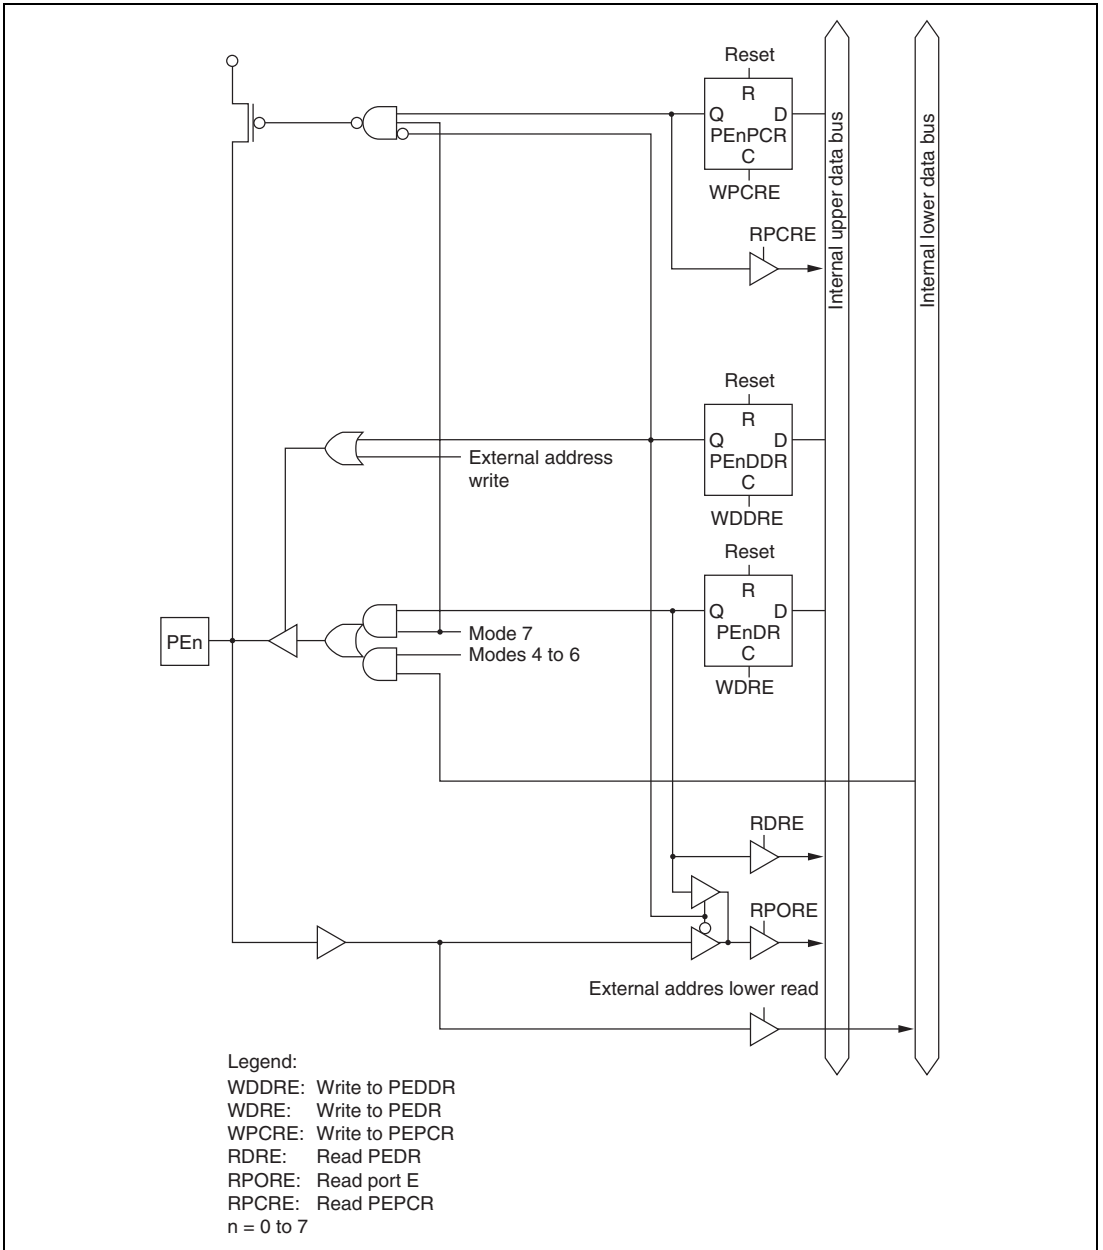 Reset
R
Q D
PEnPCR
C
WPCRE
RPCRE
Internal upper data bus
Internal lower data bus
Reset
R
Q D
PEnDDR
C
WDDRE
External address
write
Reset
R
Q D
PEnDR
C
WDRE
PEn
Mode 7
Modes 4 to 6
RDRE
RPORE
External addres lower read
Legend:
WDDRE: Write to PEDDR
WDRE: Write to PEDR
WPCRE: Write to PEPCR
RDRE: Read PEDR
RPORE: Read port E
RPCRE: Read PEPCR
n = 0 to 7